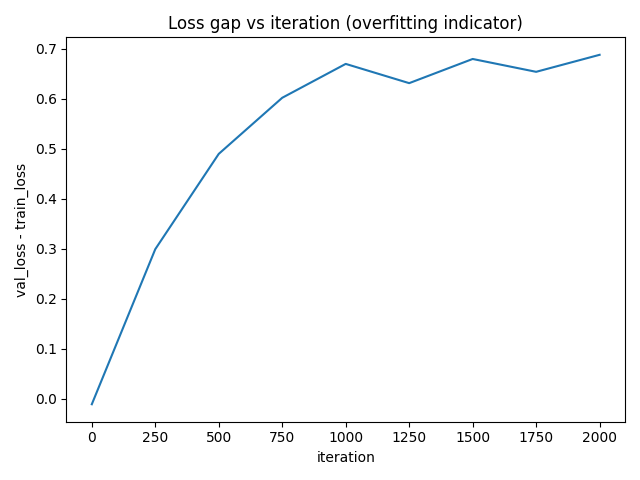 Loss gap vs iteration (overfitting indicator)
val_loss - train_loss
0.7
0.6
0.5
0.4
0.3
0.2
0.1
0.0
0 250 500 750 1000 1250 1500 1750 2000
iteration